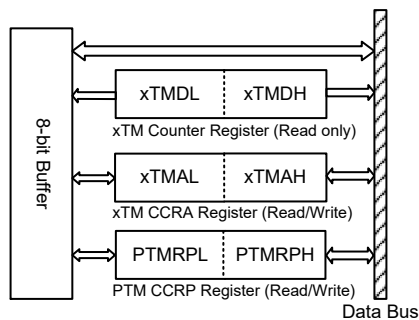 8-bit Buffer
xTMDL xTMDH
xTM Counter Register (Read only)
xTMAL xTMAH
xTM CCRA Register (Read/Write)
PTMRPL PTMRPH
PTM CCRP Register (Read/Write)
Data Bus